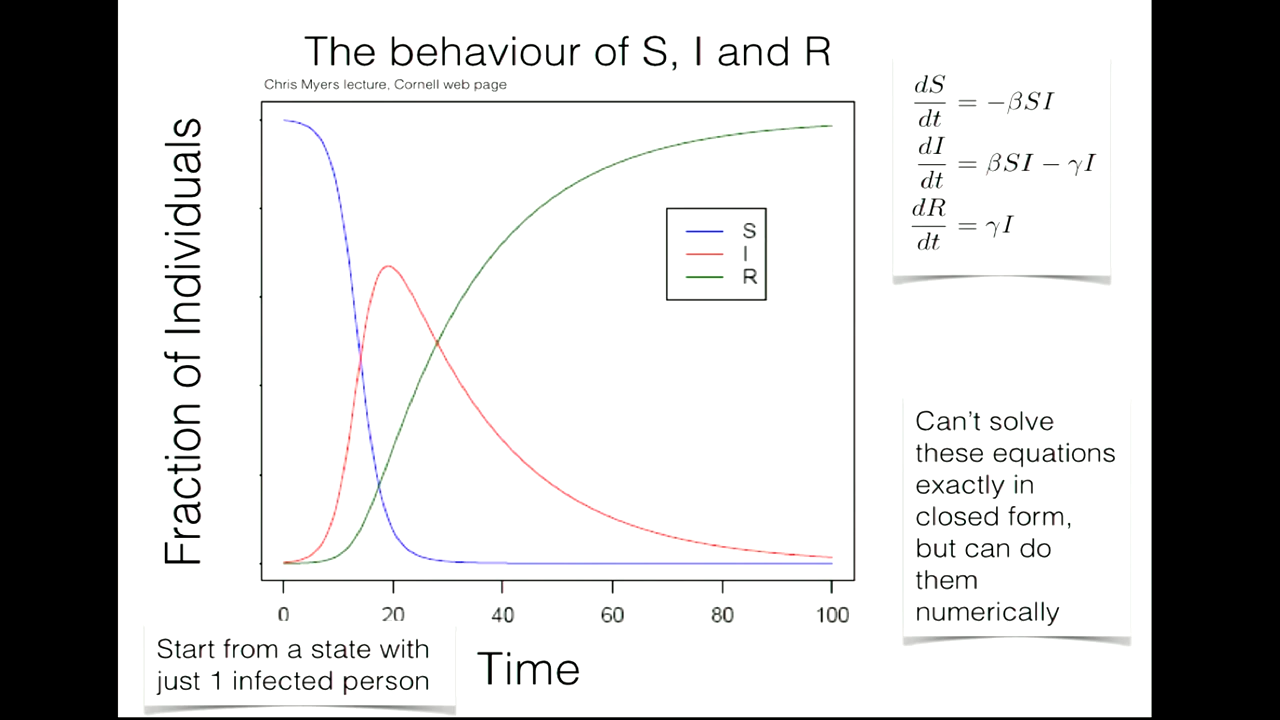 The behaviour of S, I and R
Chris Myers lecture, Cornell web page
Fraction of Individuals
S
I
R
0 20 40 60 80 100
Time
Start from a state with
just 1 infected person
dS/dt = −βSI
dI/dt = βSI − γI
dR/dt = γI
Can’t solve
these equations
exactly in
closed form,
but can do
them
numerically